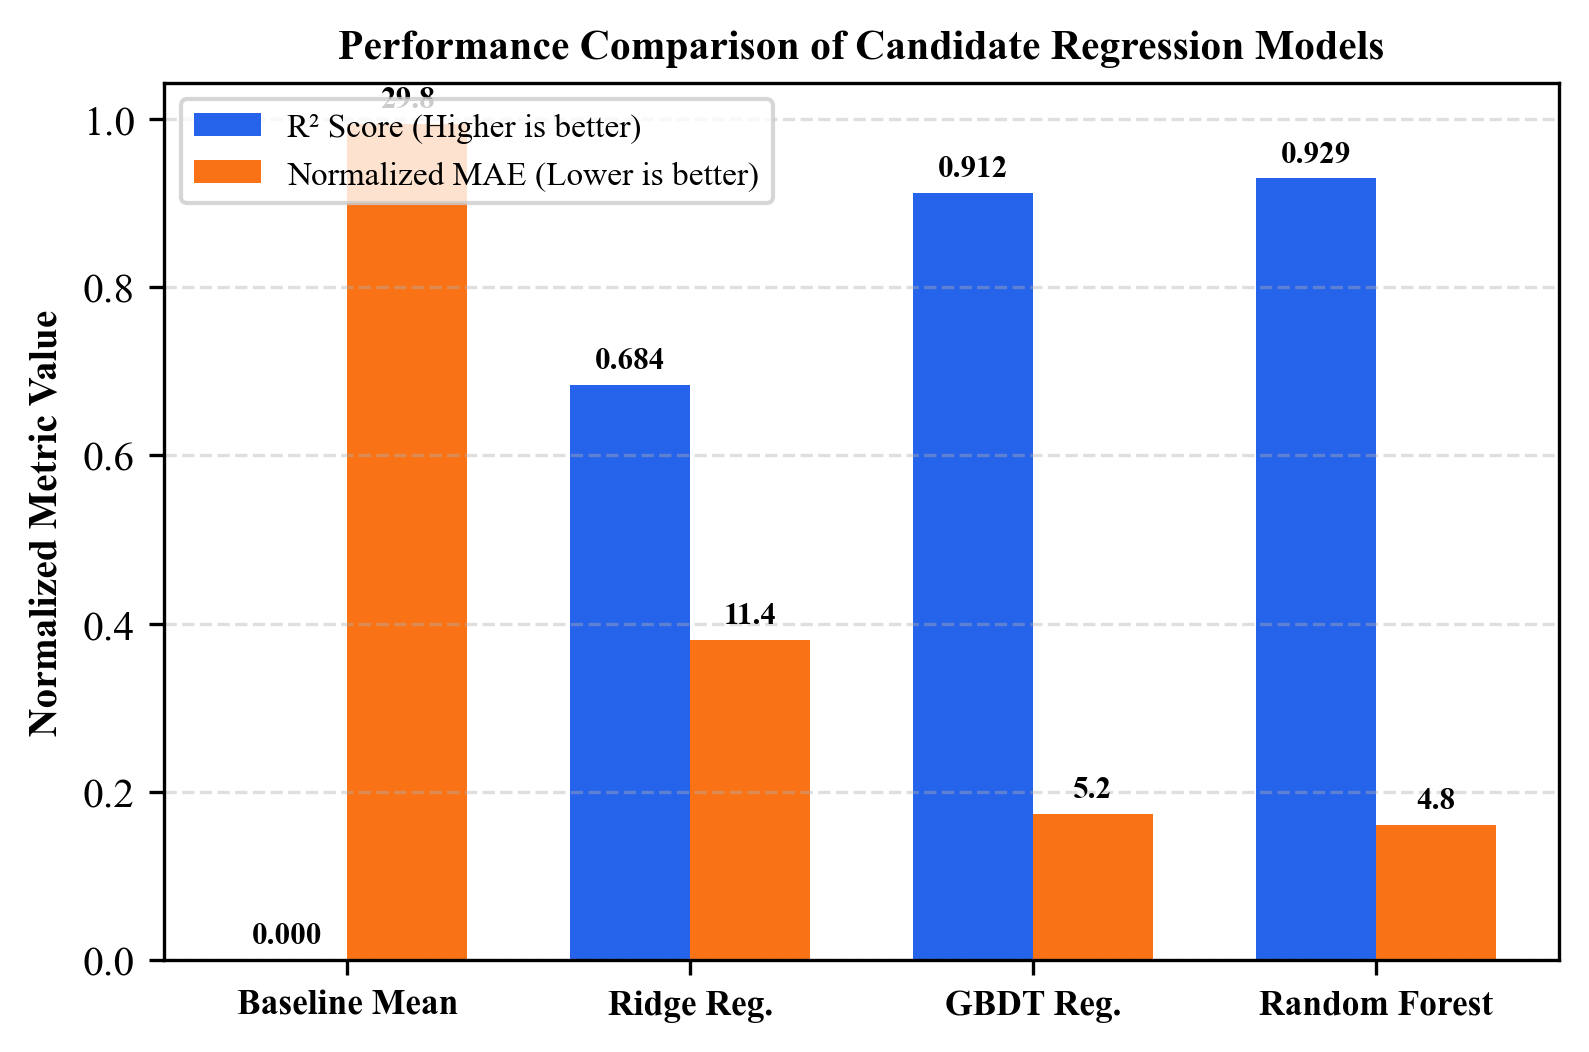 Performance Comparison of Candidate Regression Models
Normalized Metric Value
1.0
0.8
0.6
0.4
0.2
0.0
R² Score (Higher is better)
Normalized MAE (Lower is better)
29.8
0.000
0.684
11.4
0.912
5.2
0.929
4.8
Baseline Mean
Ridge Reg.
GBDT Reg.
Random Forest